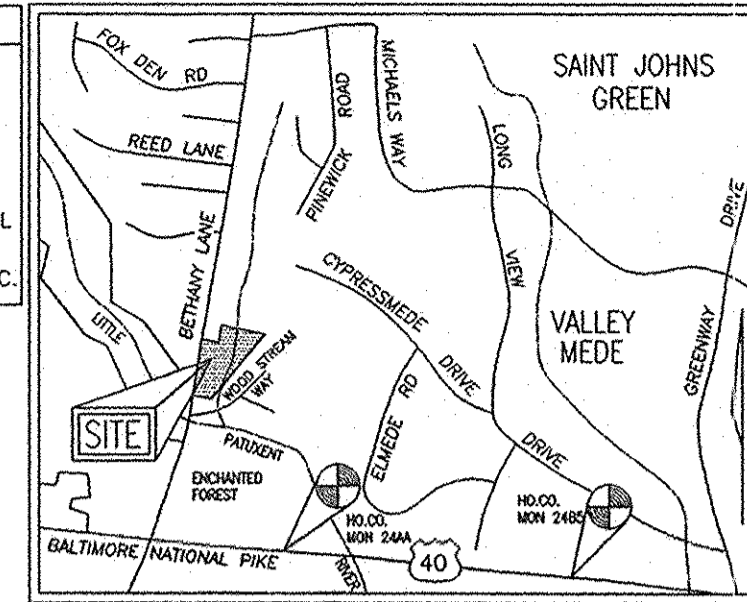 FOX DEN RD
REED LANE
PINEWICK ROAD
MICHAELS WAY
SAINT JOHNS
GREEN
LONG VIEW DRIVE
L
C.
BETHANY LANE
CYPRESSMEDE DRIVE
VALLEY
MEDE
GREENWAY DRIVE
LITTLE PATUXENT RIVER
WOOD STREAM
WAY
SITE
ELMEDE RD
ENCHANTED
FOREST
HO.CO.
MON 24AA
HO.CO.
MON 24B5
BALTIMORE NATIONAL PIKE
40